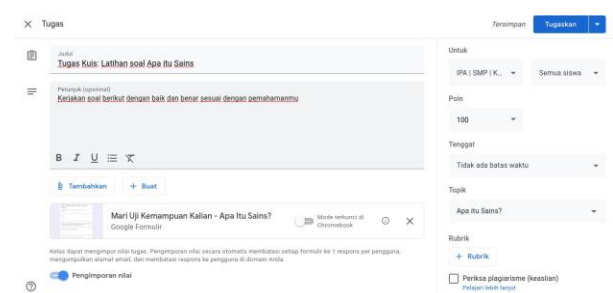 Tugas
Tersimpan
Tugaskan
Judul
Tugas Kuis: Latihan soal Apa itu Sains
Petunjuk (opsional)
Kerjakan soal berikut dengan baik dan benar sesuai dengan pemahamanmu
B I U
Tambahkan
+ Buat
Mari Uji Kemampuan Kalian - Apa Itu Sains?
Google Formulir
Mode terkunci di
Chromebook
Kelas dapat mengimpor nilai tugas. Pengimporan nilai secara otomatis membatasi setiap formulir ke 1 respons per pengguna,
mengumpulkan alamat email, dan membatasi respons ke pengguna di domain Anda.
Pengimporan nilai
Untuk
IPA | SMP | K...
Semua siswa
Poin
100
Tenggat
Tidak ada batas waktu
Topik
Apa itu Sains?
Rubrik
+ Rubrik
Periksa plagiarisme (keaslian)
Pelajari lebih lanjut